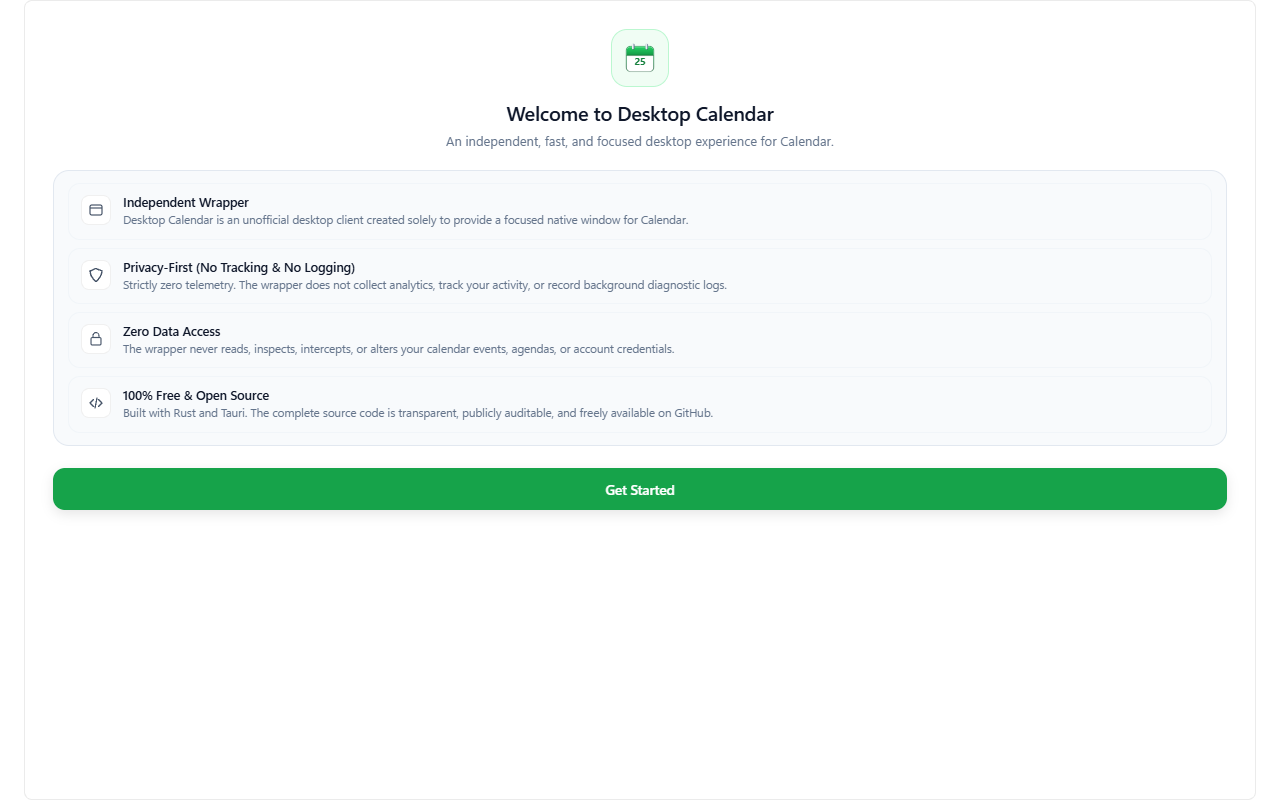 25
Welcome to Desktop Calendar
An independent, fast, and focused desktop experience for Calendar.
Independent Wrapper
Desktop Calendar is an unofficial desktop client created solely to provide a focused native window for Calendar.
Privacy-First (No Tracking & No Logging)
Strictly zero telemetry. The wrapper does not collect analytics, track your activity, or record background diagnostic logs.
Zero Data Access
The wrapper never reads, inspects, intercepts, or alters your calendar events, agendas, or account credentials.
100% Free & Open Source
Built with Rust and Tauri. The complete source code is transparent, publicly auditable, and freely available on GitHub.
Get Started